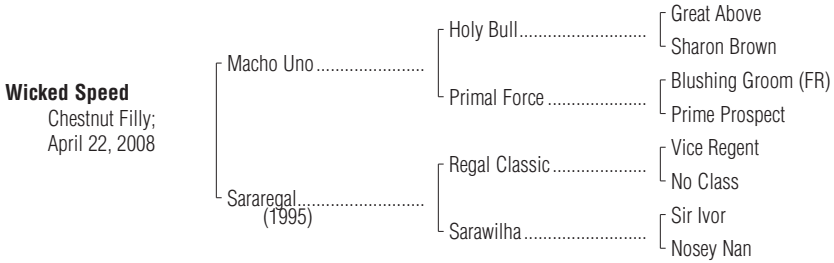 Great Above
Holy Bull..............................
Sharon Brown
Macho Uno.........................
Blushing Groom (FR)
Primal Force........................
Prime Prospect
Wicked Speed
Chestnut Filly;
April 22, 2008
Vice Regent
Regal Classic......................
No Class
Sararegal.............................
(1995)
Sir Ivor
Sarawilha.............................
Nosey Nan